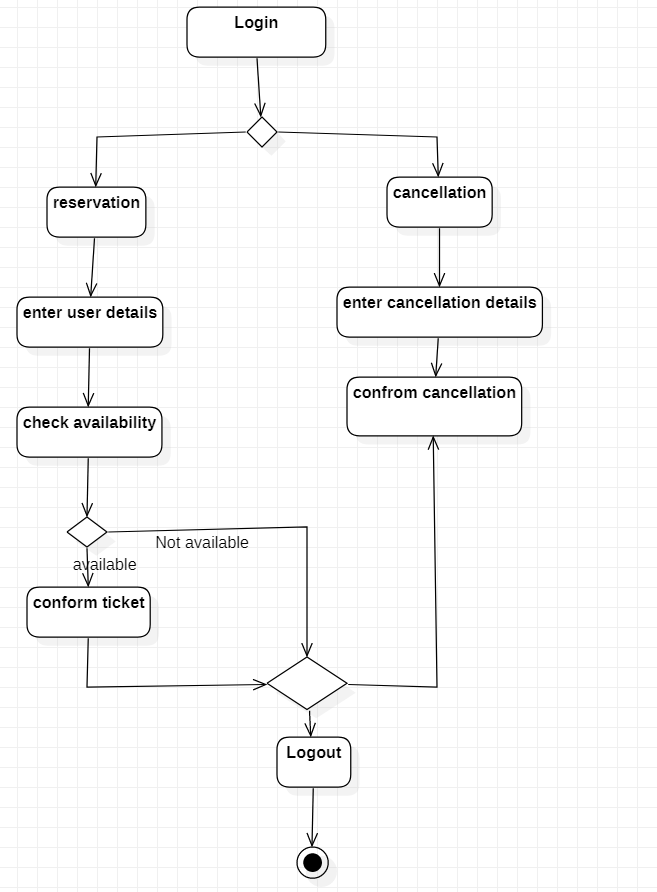 Login
reservation
cancellation
enter user details
enter cancellation details
check availability
confrom cancellation
Not available
available
conform ticket
Logout